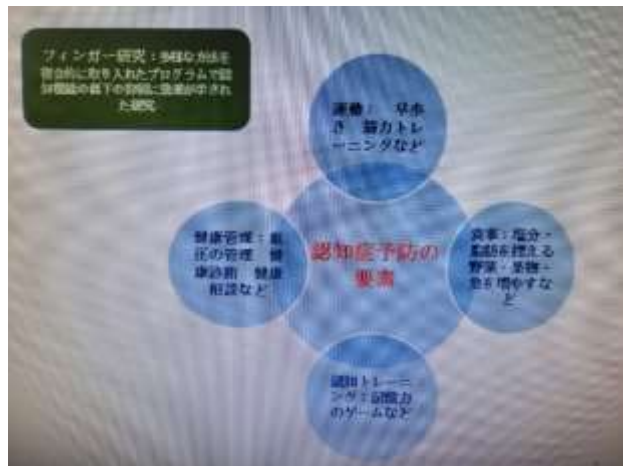 フィンガー研究：多様な方法を
複合的に取り入れたプログラムで認
知機能の低下の抑制に効果が示され
た研究
運動： 早歩
き 筋力トレ
ーニングなど
健康管理：血
圧の管理 健
康診断 健康
相談など
認知症予防の
要素
食事：塩分・
脂肪を控える
野菜・果物・
魚を増やすな
ど
認知トレーニ
ング：記憶力
のゲームなど